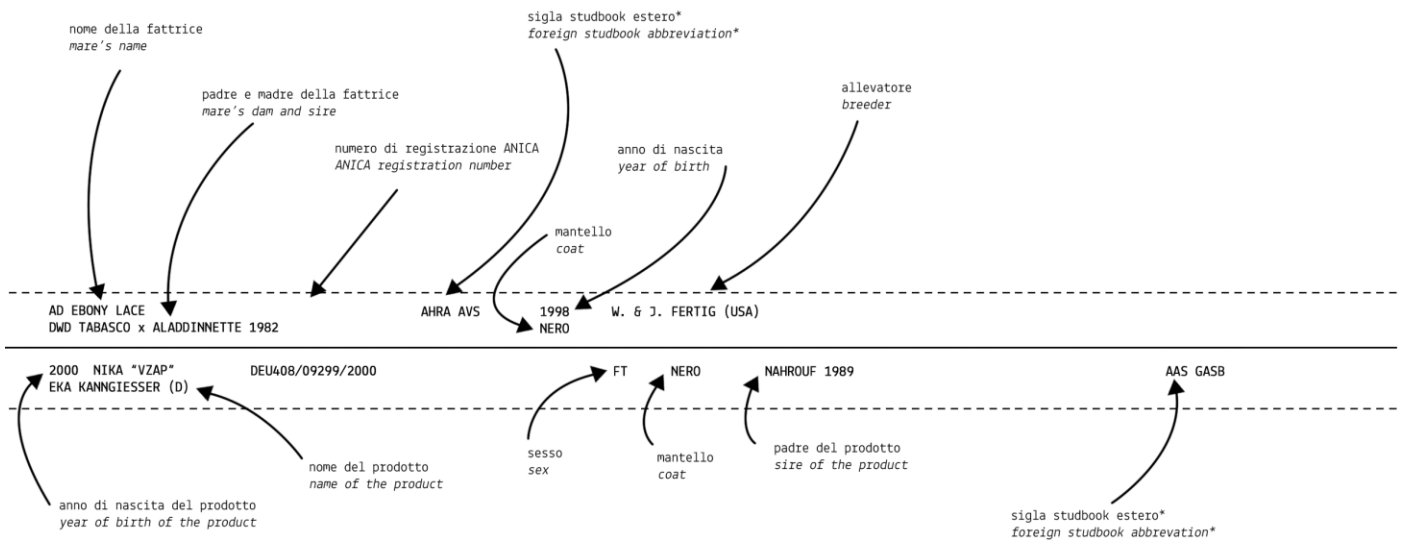 sigla studbook estero*
foreign studbook abbreviation*
nome della fattrice
mare's name
padre e madre della fattrice
mare's dam and sire
allevatore
breeder
numero di registrazione ANICA
ANICA registration number
anno di nascita
year of birth
mantello
coat
AD EBONY LACE AHRA AVS 1998 W. & J. FERTIG (USA)
DWD TABASCO x ALADDINNETTE 1982 NERO
2000 NIKA "VZAP" DEU408/09299/2000 FT NERO NAHROUF 1989 AAS GASB
EKA KANNGIESSER (D)
sesso
sex
mantello
coat
padre del prodotto
sire of the product
nome del prodotto
name of the product
anno di nascita del prodotto
year of birth of the product
sigla studbook estero*
foreign studbook abbrevation*